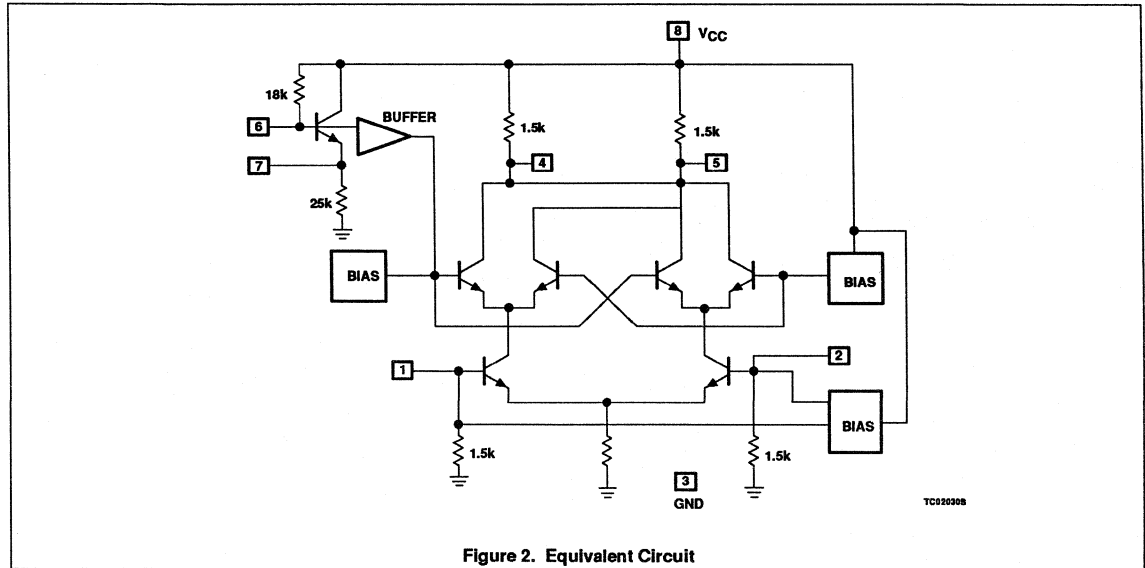 8 VCC
18k
6
BUFFER
1.5k
1.5k
4
5
7
25k
BIAS
BIAS
1
2
BIAS
1.5k
1.5k
3
GND
TC02030S
Figure 2. Equivalent Circuit